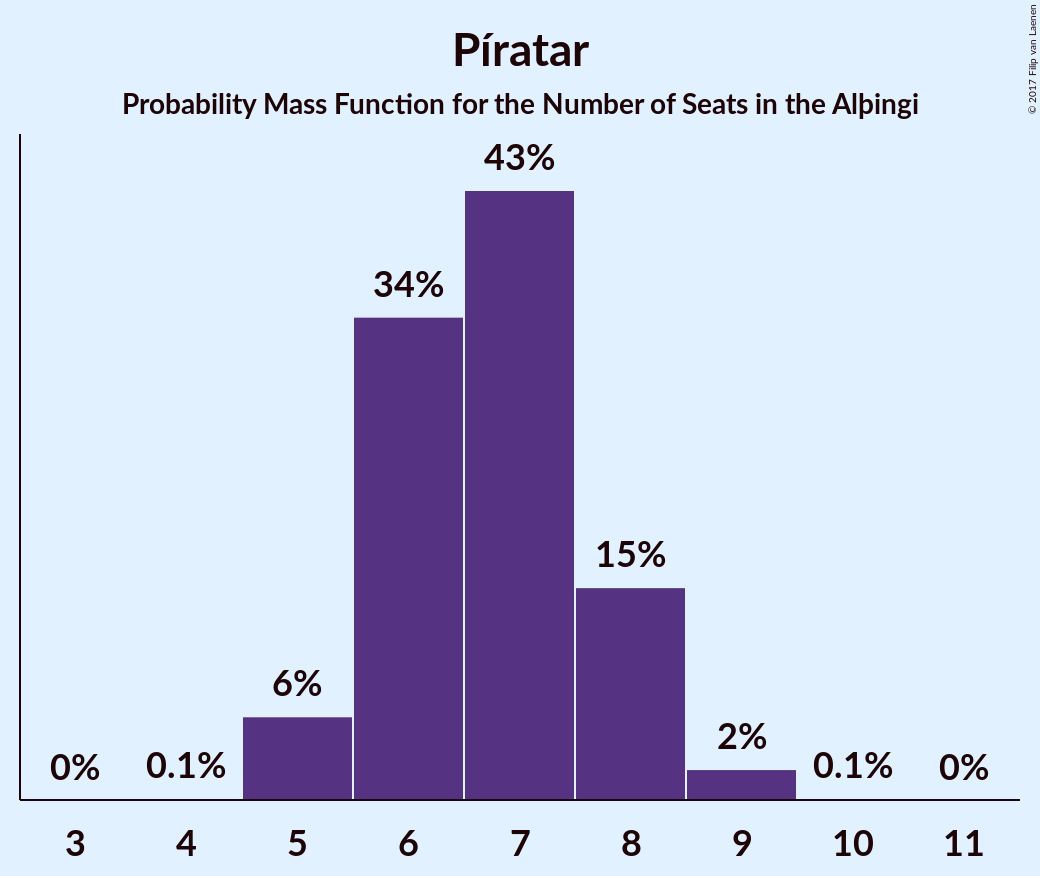 Píratar
Probability Mass Function for the Number of Seats in the Alþingi
© 2017 Filip van Laenen
43%
34%
15%
6%
2%
0%
0.1%
0.1%
0%
3 4 5 6 7 8 9 10 11